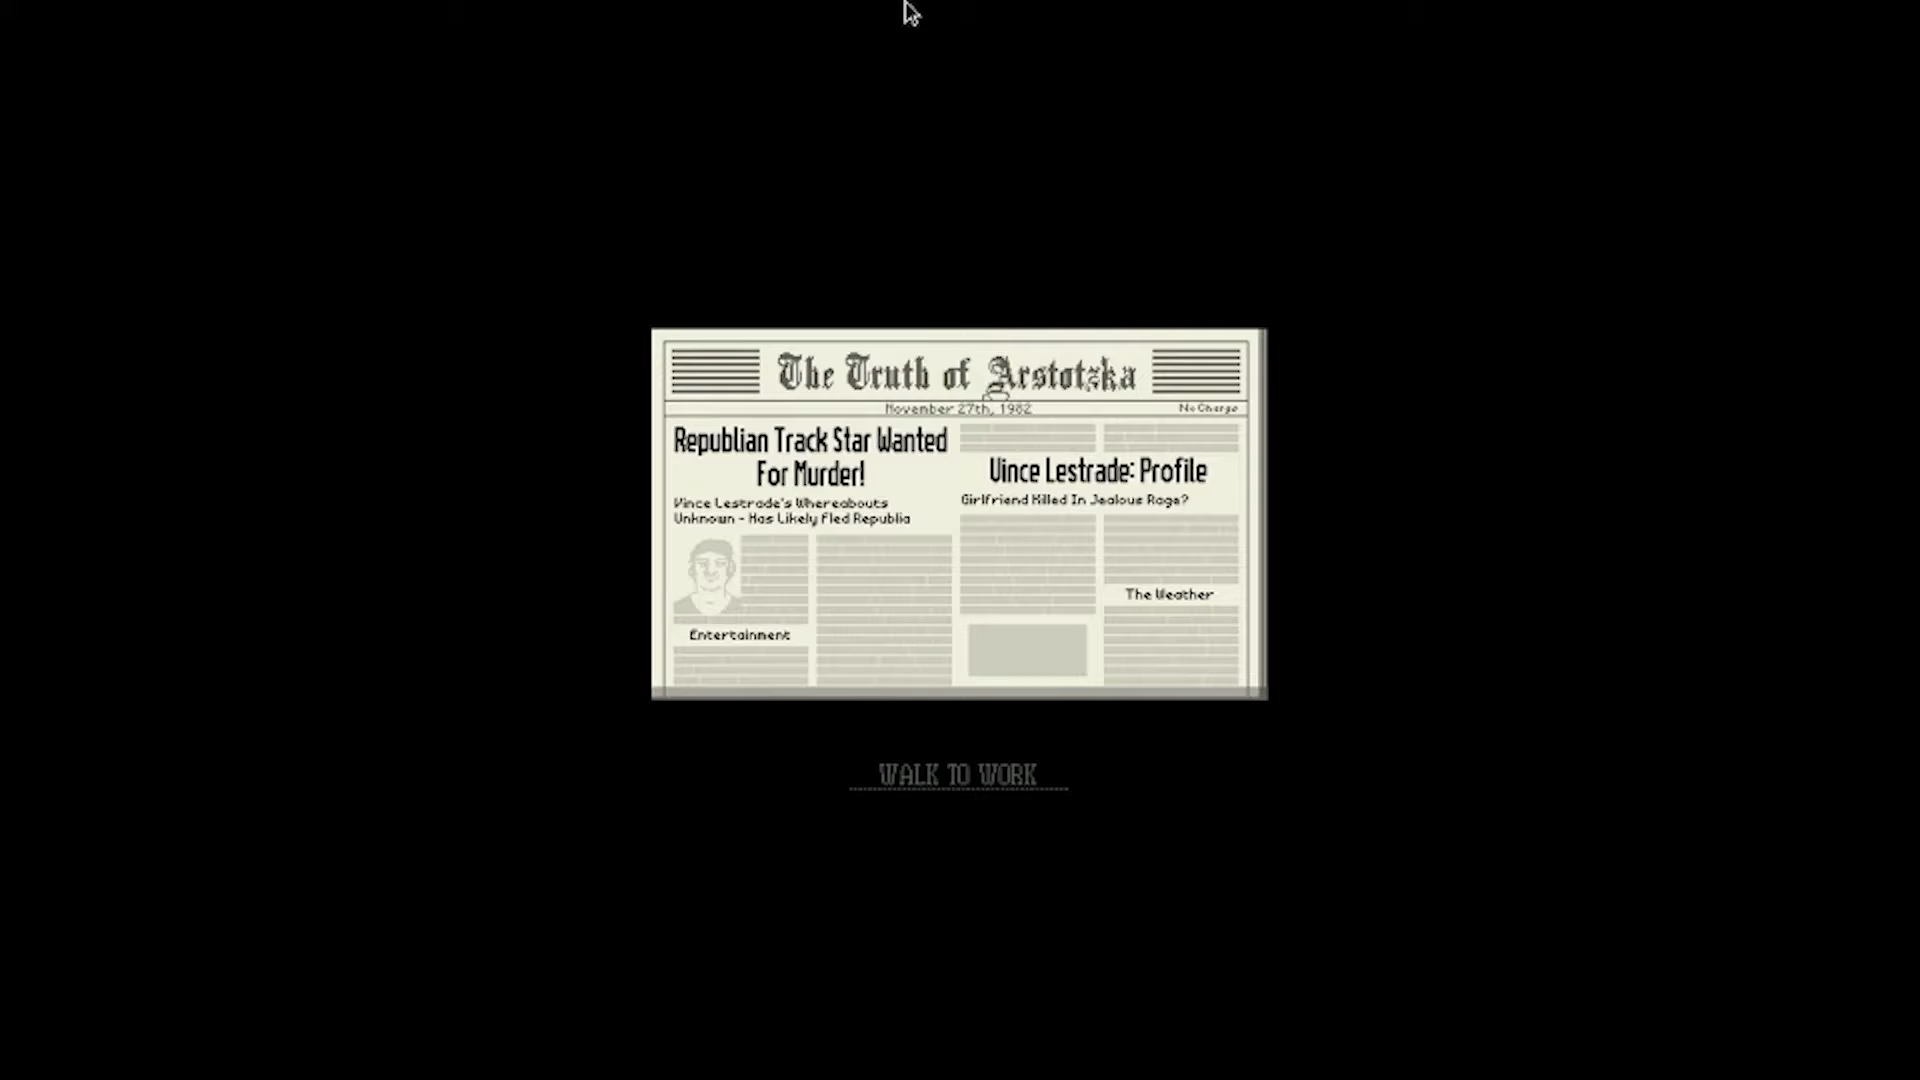 The Truth of Arstotzka
November 27th, 1982
No Charge
Republian Track Star Wanted
For Murder!
Vince Lestrade's Whereabouts
Unknown - Has Likely Fled Republia
Entertainment
Vince Lestrade: Profile
Girlfriend Killed In Jealous Rage?
The Weather
WALK TO WORK